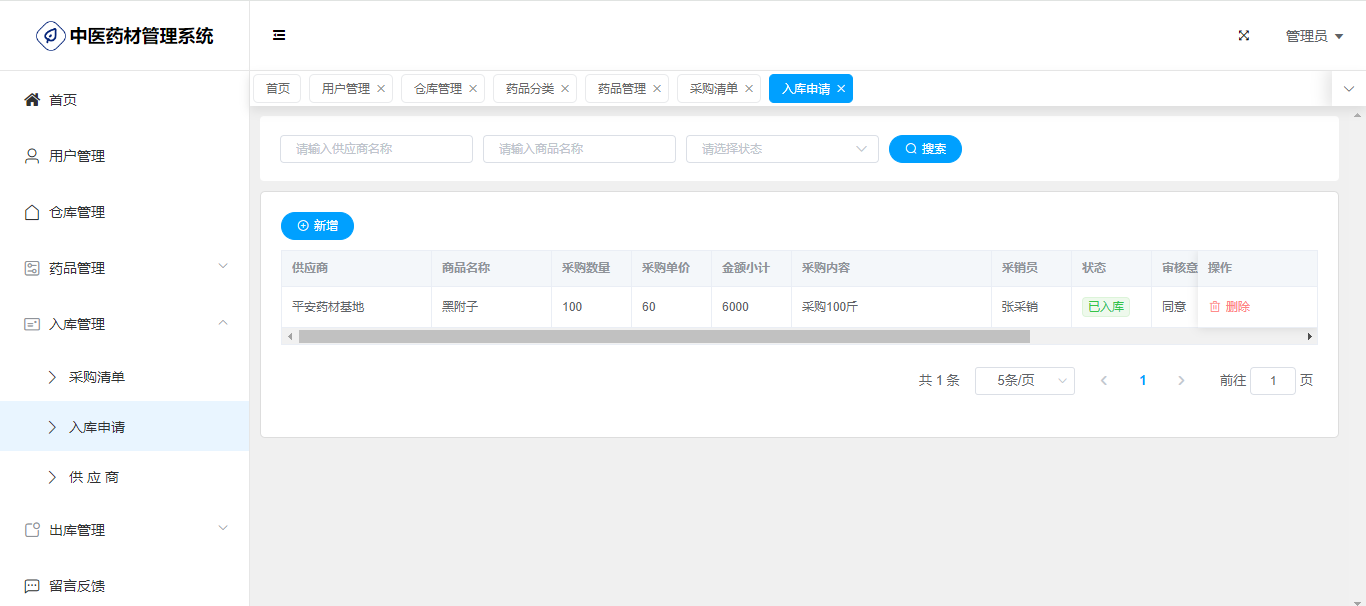 中医药材管理系统
管理员
首页
用户管理
仓库管理
药品分类
药品管理
采购清单
入库申请
首页
用户管理
仓库管理
药品管理
入库管理
采购清单
入库申请
供 应 商
出库管理
留言反馈
请输入供应商名称
请输入商品名称
请选择状态
搜索
新增
供应商 商品名称 采购数量 采购单价 金额小计 采购内容 采销员 状态 审核意 操作
平安药材基地 黑附子 100 60 6000 采购100斤 张采销 已入库 同意 删除
共 1 条 5条/页 1 前往 1 页